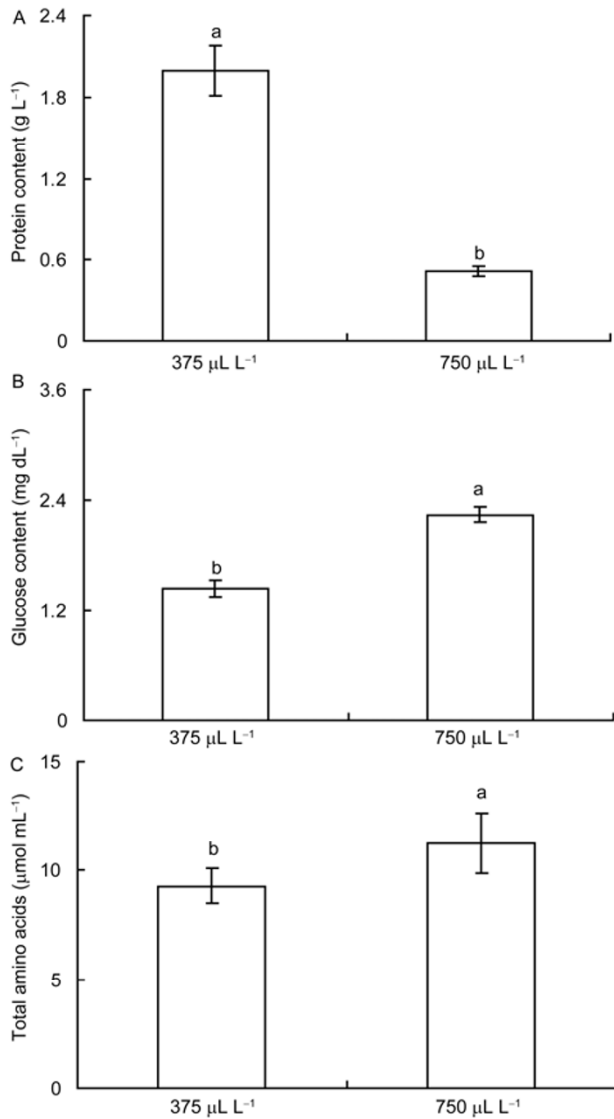 A
Protein content (g L⁻¹)
2.4
1.8
1.2
0.6
0
a
b
375 μL L⁻¹
750 μL L⁻¹
B
Glucose content (mg dL⁻¹)
3.6
2.4
1.2
0
b
a
375 μL L⁻¹
750 μL L⁻¹
C
Total amino acids (μmol mL⁻¹)
15
10
5
0
b
a
375 μL L⁻¹
750 μL L⁻¹